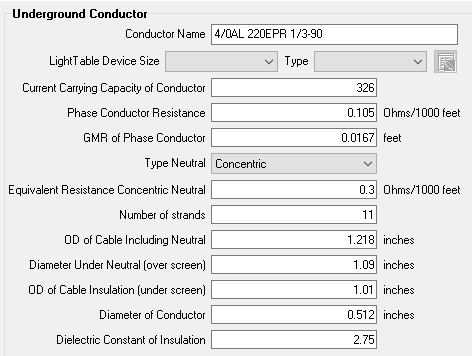 Underground Conductor
Conductor Name 4/0AL 220EPR 1/3-90
LightTable Device Size Type
Current Carrying Capacity of Conductor 326
Phase Conductor Resistance 0.105 Ohms/1000 feet
GMR of Phase Conductor 0.0167 feet
Type Neutral Concentric
Equivalent Resistance Concentric Neutral 0.3 Ohms/1000 feet
Number of strands 11
OD of Cable Including Neutral 1.218 inches
Diameter Under Neutral (over screen) 1.09 inches
OD of Cable Insulation (under screen) 1.01 inches
Diameter of Conductor 0.512 inches
Dielectric Constant of Insulation 2.75